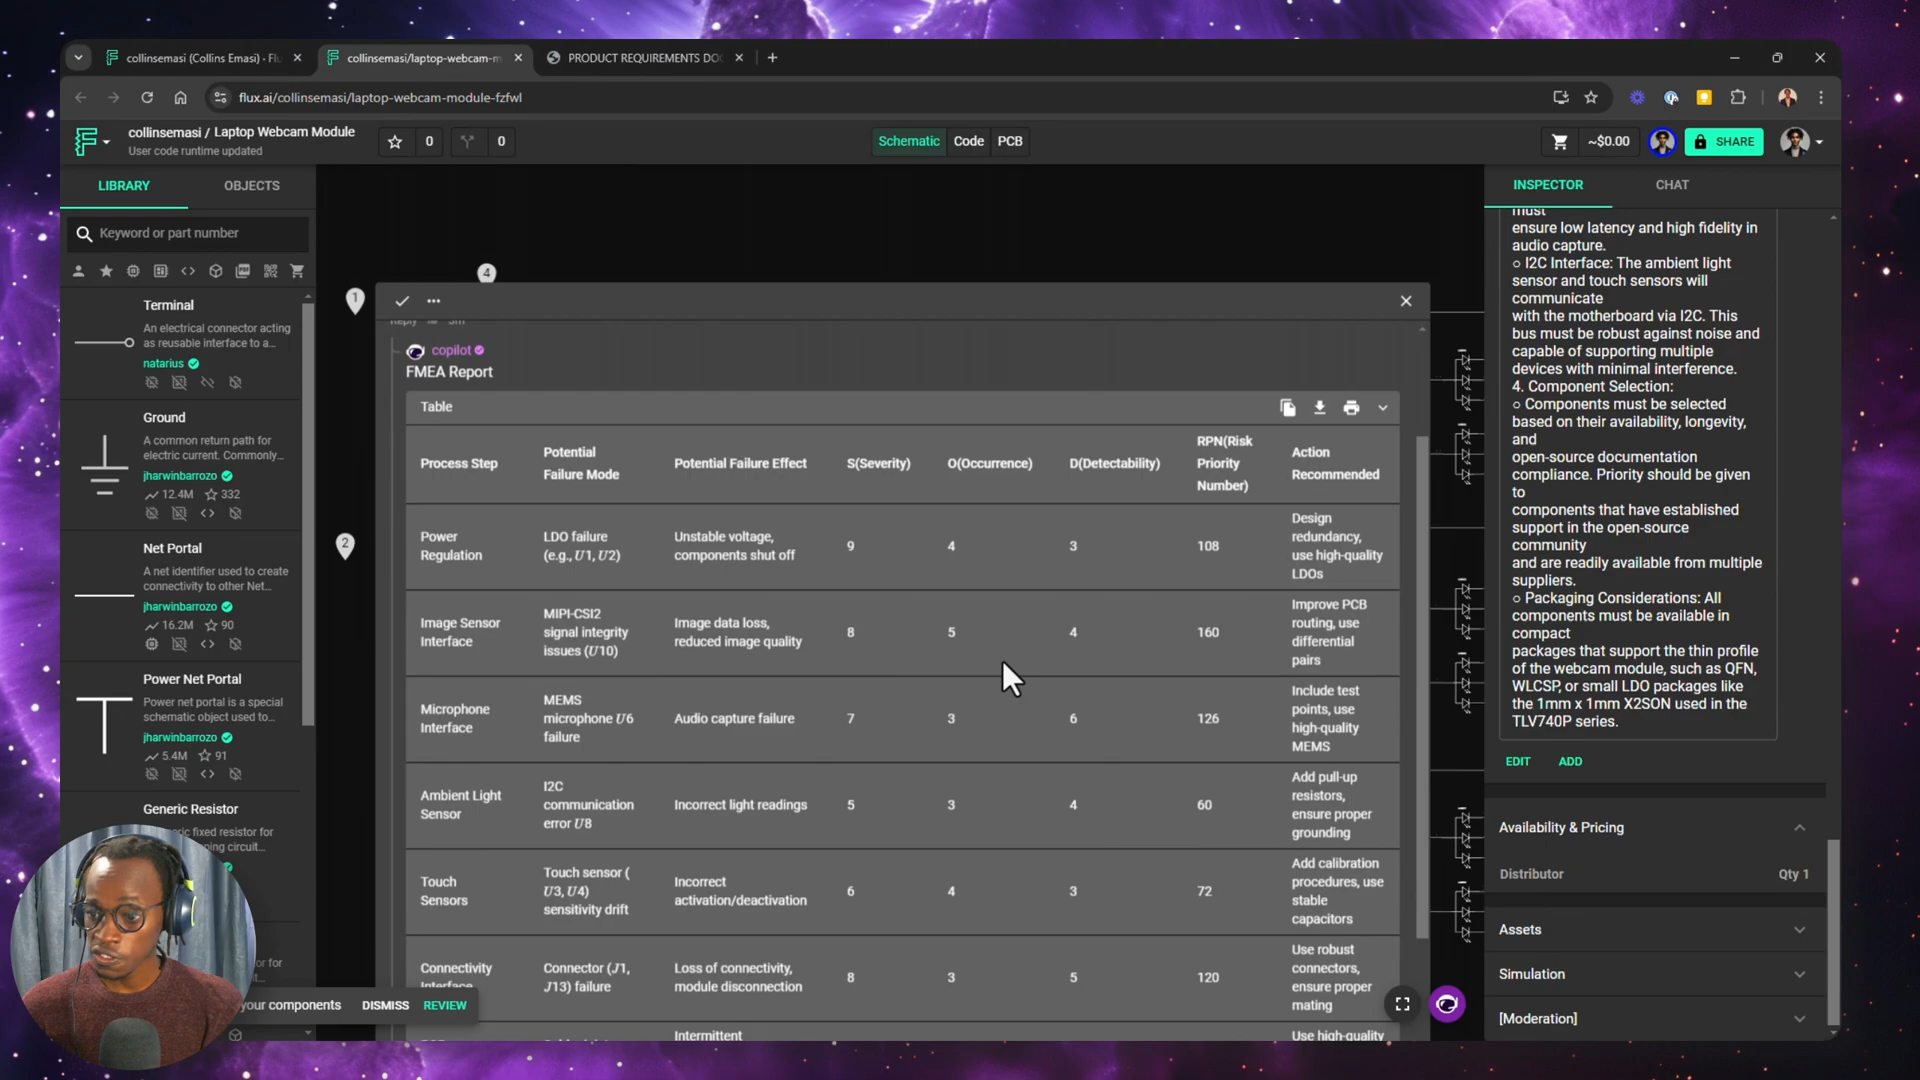 collinsemasi (Collins Emasi) · Flu
collinsemasi/laptop-webcam-m
PRODUCT REQUIREMENTS DOC
flux.ai/collinsemasi/laptop-webcam-module-fzfwl
collinsemasi / Laptop Webcam Module
User code runtime updated
0
0
Schematic
Code
PCB
~$0.00
SHARE
LIBRARY
OBJECTS
Keyword or part number
Terminal
An electrical connector acting
as reusable interface to a...
natarius
Ground
A common return path for
electric current. Commonly...
jharwinbarrozo
12.4M
332
Net Portal
A net identifier used to create
connectivity to other Net...
jharwinbarrozo
16.2M
90
Power Net Portal
Power net portal is a special
schematic object used to...
jharwinbarrozo
5.4M
91
Generic Resistor
fixed resistor for
your components
DISMISS
REVIEW
1
4
2
Reply
3m
copilot
FMEA Report
Table
Process Step
Potential
Failure Mode
Potential Failure Effect
S(Severity)
O(Occurrence)
D(Detectability)
RPN(Risk
Priority
Number)
Action
Recommended
Power
Regulation
LDO failure
(e.g., U1, U2)
Unstable voltage,
components shut off
9
4
3
108
Design
redundancy,
use high-quality
LDOs
Image Sensor
Interface
MIPI-CSI2
signal integrity
issues (U10)
Image data loss,
reduced image quality
8
5
4
160
Improve PCB
routing, use
differential
pairs
Microphone
Interface
MEMS
microphone U6
failure
Audio capture failure
7
3
6
126
Include test
points, use
high-quality
MEMS
Ambient Light
Sensor
I2C
communication
error U8
Incorrect light readings
5
3
4
60
Add pull-up
resistors,
ensure proper
grounding
Touch
Sensors
Touch sensor (
U3, U4)
sensitivity drift
Incorrect
activation/deactivation
6
4
3
72
Add calibration
procedures, use
stable
capacitors
Connectivity
Interface
Connector (J1,
J13) failure
Loss of connectivity,
module disconnection
8
3
5
120
Use robust
connectors,
ensure proper
mating
Intermittent
Use high-quality
INSPECTOR
CHAT
must
ensure low latency and high fidelity in
audio capture.
○ I2C Interface: The ambient light
sensor and touch sensors will
communicate
with the motherboard via I2C. This
bus must be robust against noise and
capable of supporting multiple
devices with minimal interference.
4. Component Selection:
○ Components must be selected
based on their availability, longevity,
and
open-source documentation
compliance. Priority should be given
to
components that have established
support in the open-source
community
and are readily available from multiple
suppliers.
○ Packaging Considerations: All
components must be available in
compact
packages that support the thin profile
of the webcam module, such as QFN,
WLCSP, or small LDO packages like
the 1mm x 1mm X2SON used in the
TLV740P series.
EDIT
ADD
Availability & Pricing
Distributor
Qty 1
Assets
Simulation
[Moderation]